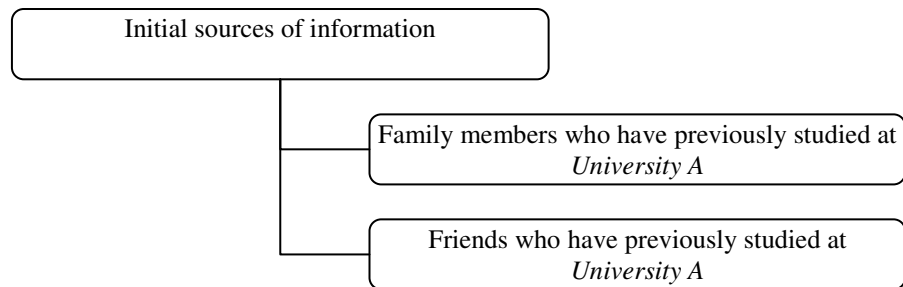 Initial sources of information
Family members who have previously studied at
University A
Friends who have previously studied at
University A